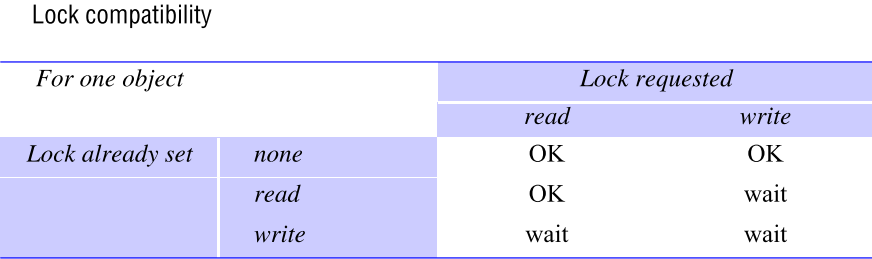 Lock compatibility
For one object Lock requested
read write
Lock already set none OK OK
read OK wait
write wait wait